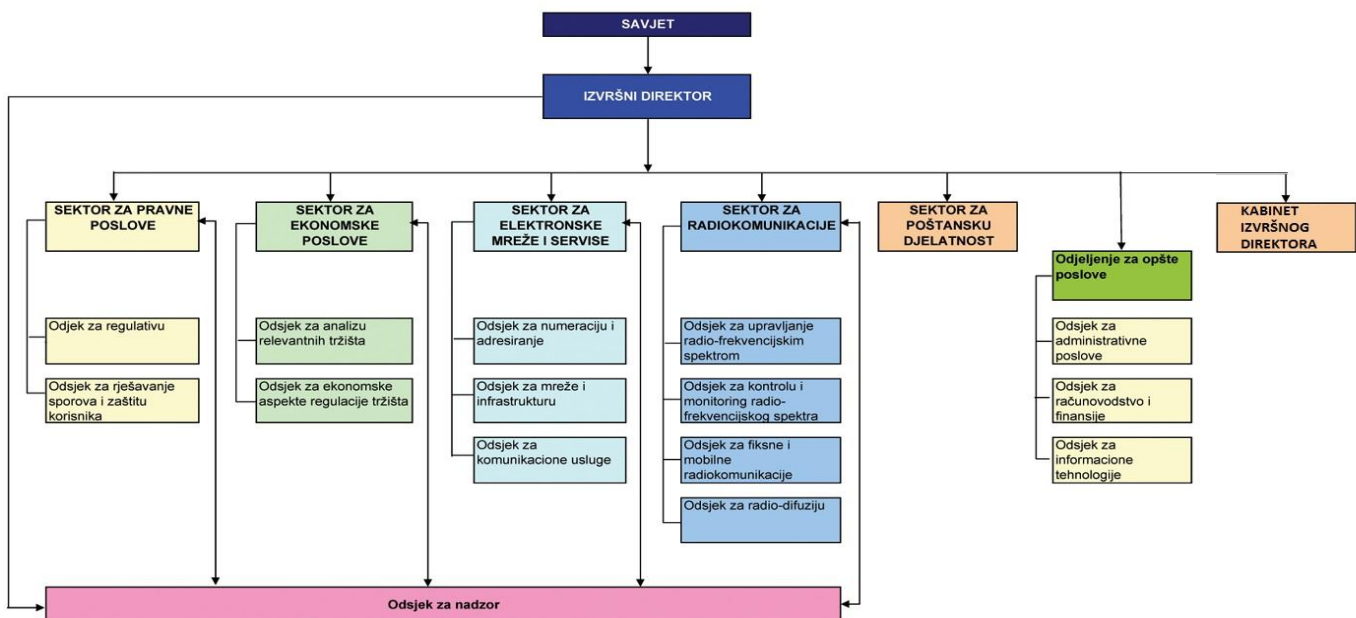 SAVJET
IZVRŠNI DIREKTOR
SEKTOR ZA PRAVNE
POSLOVE
SEKTOR ZA
EKONOMSKE
POSLOVE
SEKTOR ZA
ELEKTRONSKE
MREŽE I SERVISE
SEKTOR ZA
RADIOKOMUNIKACIJE
SEKTOR ZA
POŠTANSKU
DJELATNOST
KABINET
IZVRŠNOG
DIREKTORA
Odjeljenje za opšte
poslove
Odjek za regulativu
Odsjek za rješavanje
sporova i zaštitu
korisnika
Odsjek za analizu
relevantnih tržišta
Odsjek za ekonomske
aspekte regulacije tržišta
Odsjek za numeraciju i
adresiranje
Odsjek za mreže i
infrastrukturu
Odsjek za
komunikacione usluge
Odsjek za upravljanje
radio-frekvencijskim
spektrom
Odsjek za kontrolu i
monitoring radio-
frekvencijskog spektra
Odsjek za fiksne i
mobilne
radiokomunikacije
Odsjek za radio-difuziju
Odsjek za
administrativne
poslove
Odsjek za
računovodstvo i
finansije
Odsjek za
informacione
tehnologije
Odsjek za nadzor